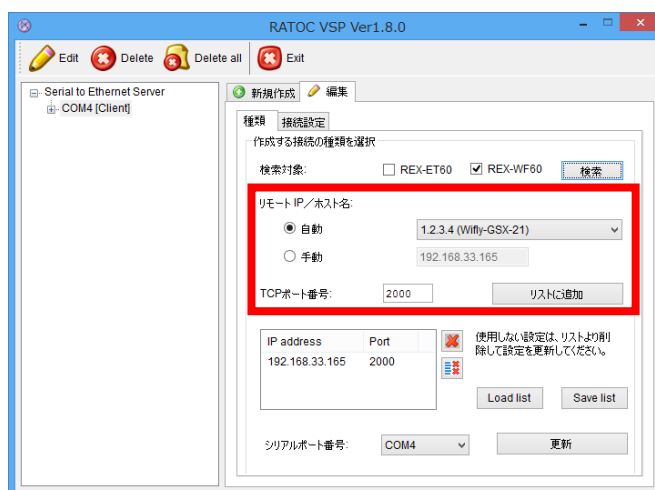 RATOC VSP Ver1.8.0
Edit Delete Delete all Exit
Serial to Ethernet Server
COM4 [Client]
新規作成 編集
種類 接続設定
作成する接続の種類を選択
検索対象: REX-ET60 REX-WF60 検索
リモートIP/ホスト名:
自動 1.2.3.4 (Wifly-GSX-21)
手動 192.168.33.165
TCPポート番号: 2000 リストに追加
IP address Port
192.168.33.165 2000
使用しない設定は、リストより削
除して設定を更新してください。
Load list Save list
シリアルポート番号: COM4 更新